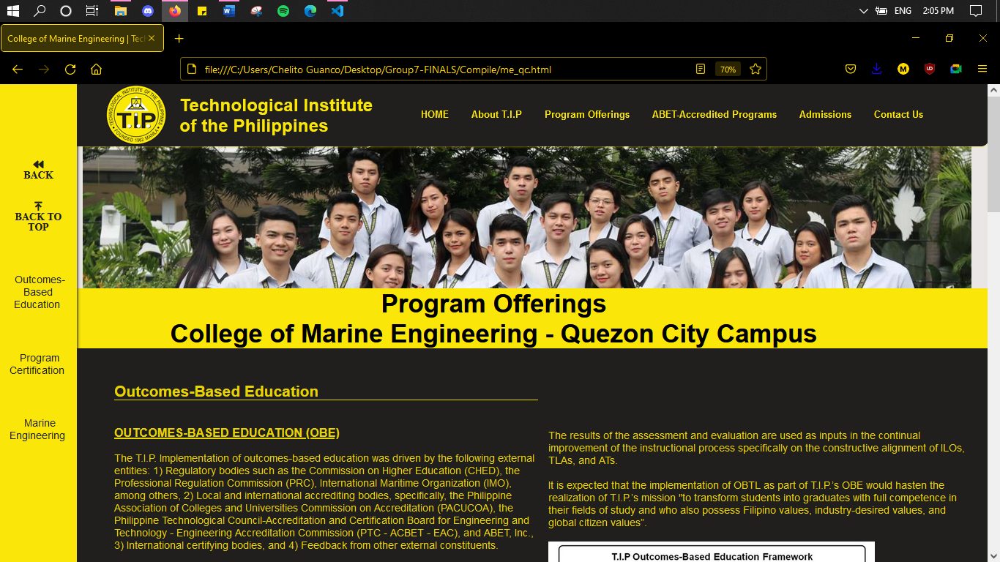 ENG 2:05 PM
College of Marine Engineering | Tec
file:///C:/Users/Chelito Guanco/Desktop/Group7-FINALS/Compile/me_qc.html
70%
TECHNOLOGICAL INSTITUTE OF THE PHILIPPINES
T.I.P.
FOUNDED 1962 MANILA
Technological Institute
of the Philippines
HOME About T.I.P Program Offerings ABET-Accredited Programs Admissions Contact Us
BACK
BACK TO
TOP
Outcomes-
Based
Education
Program
Certification
Marine
Engineering
Program Offerings
College of Marine Engineering - Quezon City Campus
Outcomes-Based Education
OUTCOMES-BASED EDUCATION (OBE)
The T.I.P. Implementation of outcomes-based education was driven by the following external
entities: 1) Regulatory bodies such as the Commission on Higher Education (CHED), the
Professional Regulation Commission (PRC), International Maritime Organization (IMO),
among others, 2) Local and international accrediting bodies, specifically, the Philippine
Association of Colleges and Universities Commission on Accreditation (PACUCOA), the
Philippine Technological Council-Accreditation and Certification Board for Engineering and
Technology - Engineering Accreditation Commission (PTC - ACBET - EAC), and ABET, Inc.,
3) International certifying bodies, and 4) Feedback from other external constituents.
The results of the assessment and evaluation are used as inputs in the continual
improvement of the instructional process specifically on the constructive alignment of ILOs,
TLAs, and ATs.
It is expected that the implementation of OBTL as part of T.I.P.’s OBE would hasten the
realization of T.I.P.’s mission "to transform students into graduates with full competence in
their fields of study and who also possess Filipino values, industry-desired values, and
global citizen values”.
T.I.P Outcomes-Based Education Framework